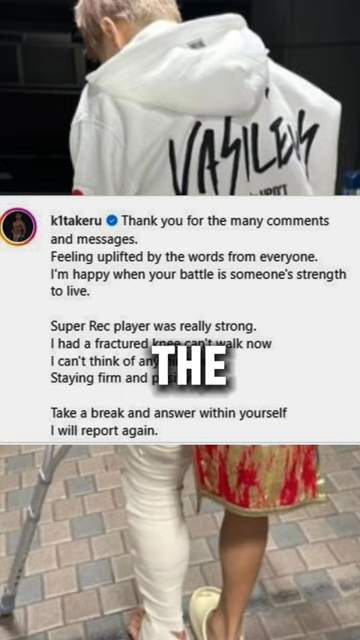 VASILEUS
k1takeru Thank you for the many comments
and messages.
Feeling uplifted by the words from everyone.
I'm happy when your battle is someone's strength
to live.
Super Rec player was really strong.
I had a fractured knee can't walk now
I can't think of
THE
Staying firm and
Take a break and answer within yourself
I will report again.